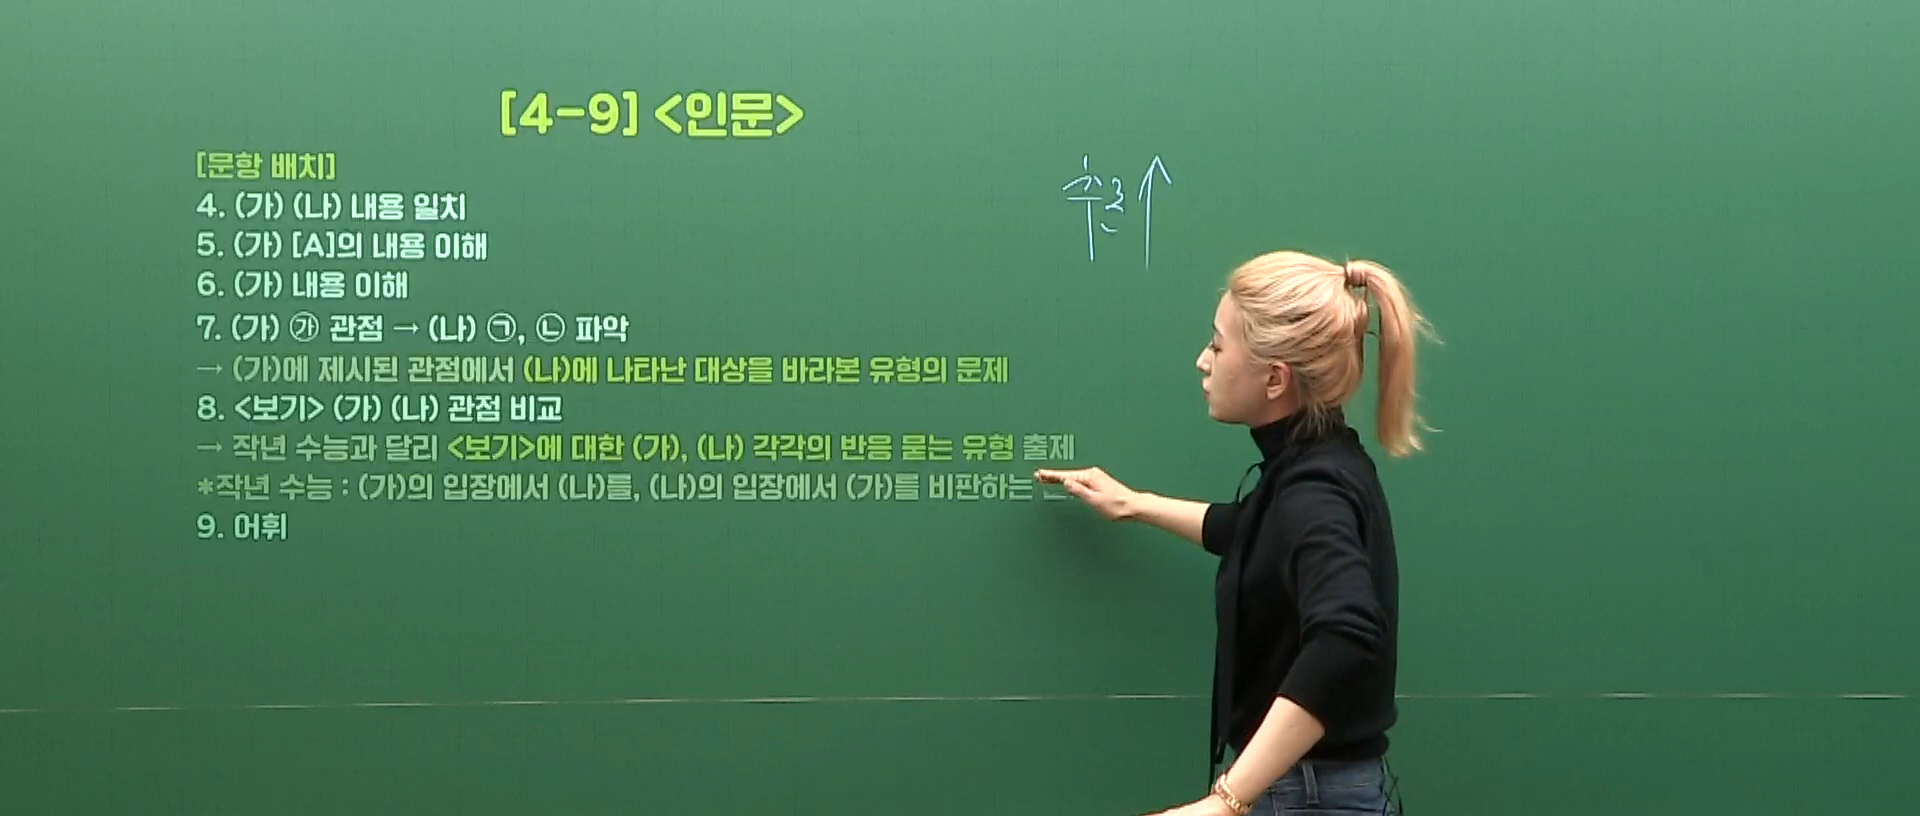 [4-9] <인문>
[문항 배치]
4. (가) (나) 내용 일치
5. (가) [A]의 내용 이해
6. (가) 내용 이해
7. (가) ㉮ 관점 → (나) ㉠, ㉡ 파악
→ (가)에 제시된 관점에서 (나)에 나타난 대상을 바라본 유형의 문제
8. <보기> (가) (나) 관점 비교
→ 작년 수능과 달리 <보기>에 대한 (가), (나) 각각의 반응 묻는 유형 출제
*작년 수능 : (가)의 입장에서 (나)를, (나)의 입장에서 (가)를 비판하는
9. 어휘
추론 ↑